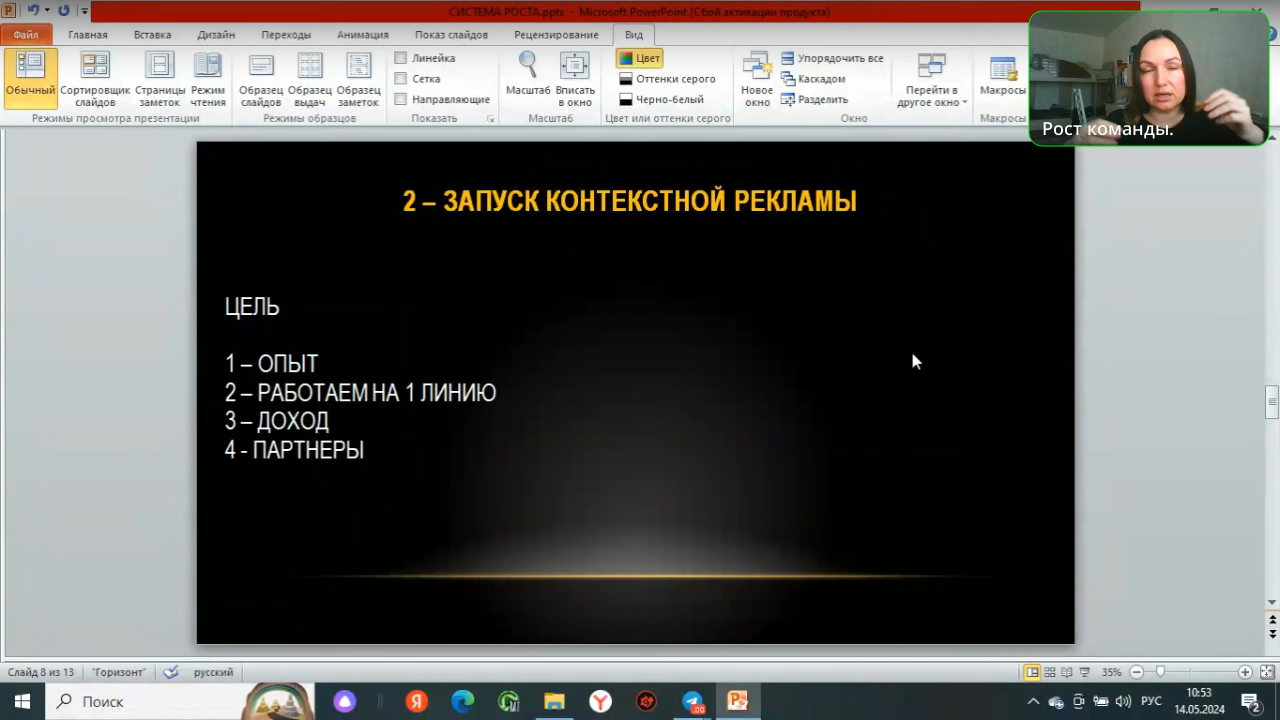 СИСТЕМА РОСТА.pptx - Microsoft PowerPoint (Сбой активации продукта)
Файл Главная Вставка Дизайн Переходы Анимация Показ слайдов Рецензирование Вид
Обычный
Сортировщик слайдов
Страницы заметок
Режим чтения
Режимы просмотра презентации
Образец слайдов
Образец выдач
Образец заметок
Режимы образцов
Линейка
Сетка
Направляющие
Показать
Масштаб
Вписать в окно
Масштаб
Цвет
Оттенки серого
Черно-белый
Цвет или оттенки серого
Новое окно
Упорядочить все
Каскадом
Разделить
Перейти в другое окно
Окно
Макросы
Макросы
Рост команды.
2 – ЗАПУСК КОНТЕКСТНОЙ РЕКЛАМЫ
ЦЕЛЬ
1 – ОПЫТ
2 – РАБОТАЕМ НА 1 ЛИНИЮ
3 – ДОХОД
4 - ПАРТНЕРЫ
Слайд 8 из 13 "Горизонт" русский 35%
Поиск
РУС
10:53
14.05.2024
2